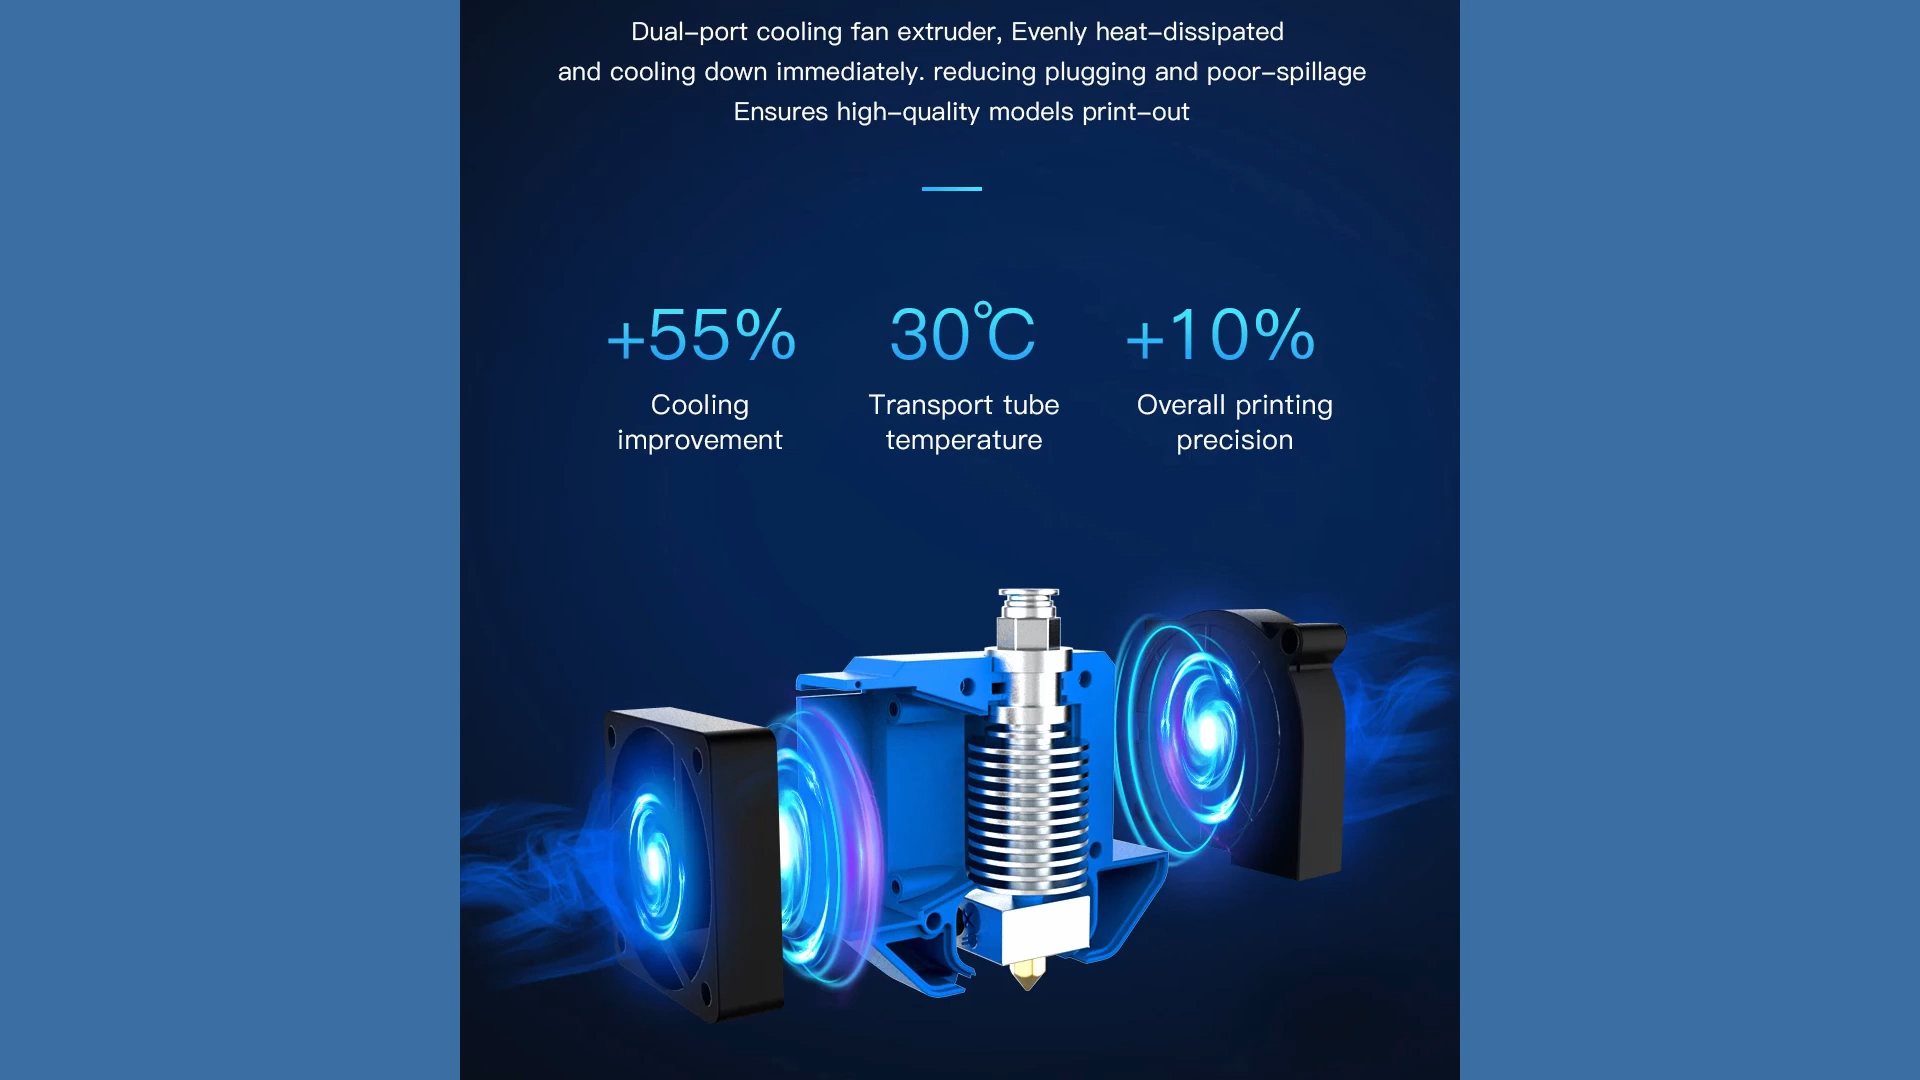 Dual-port cooling fan extruder, Evenly heat-dissipated
and cooling down immediately. reducing plugging and poor-spillage
Ensures high-quality models print-out
+55% 30℃ +10%
Cooling Transport tube Overall printing
improvement temperature precision